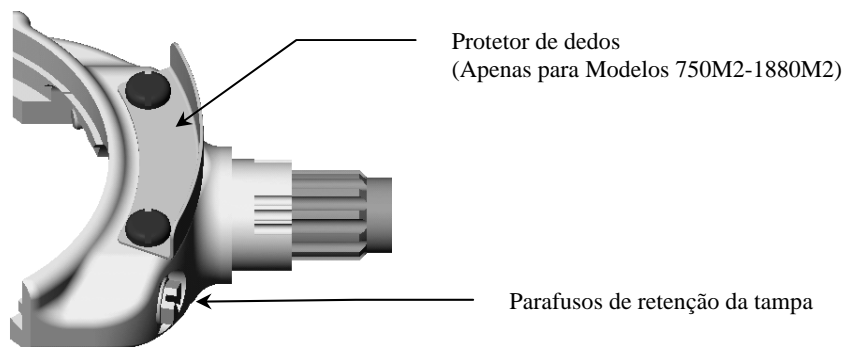 Protetor de dedos
(Apenas para Modelos 750M2-1880M2)
Parafusos de retenção da tampa